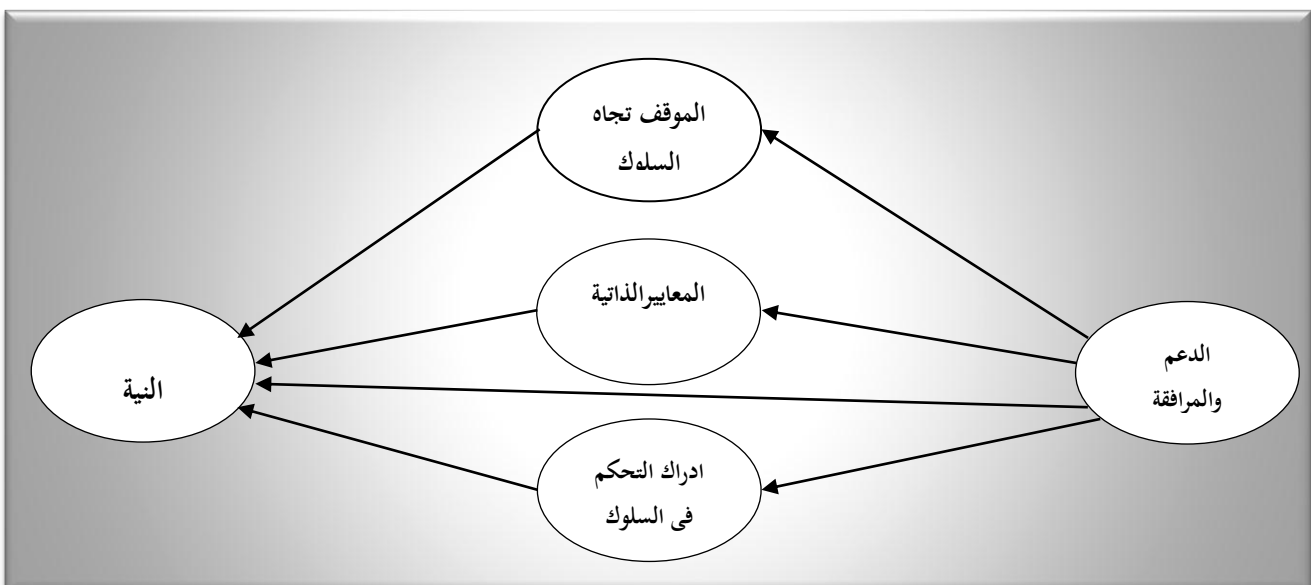 الموقف تجاه
السلوك
المعاييرالذاتية
الدعم
والمرافقة
النية
ادراك التحكم
فى السلوك